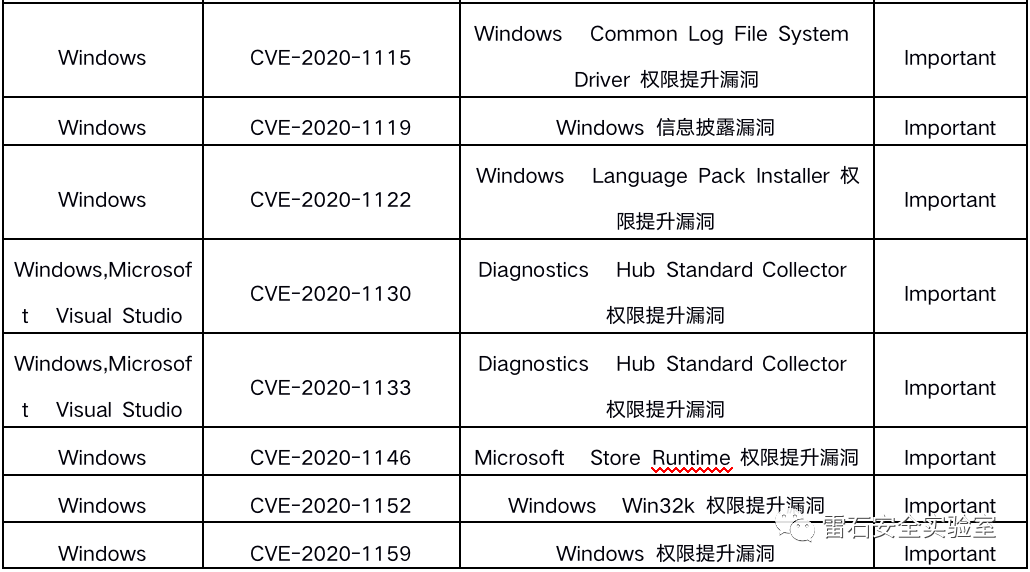 Windows CVE-2020-1115 Windows Common Log File System
Driver 权限提升漏洞 Important
Windows CVE-2020-1119 Windows 信息披露漏洞 Important
Windows CVE-2020-1122 Windows Language Pack Installer 权
限提升漏洞 Important
Windows,Microsof
t Visual Studio CVE-2020-1130 Diagnostics Hub Standard Collector
权限提升漏洞 Important
Windows,Microsof
t Visual Studio CVE-2020-1133 Diagnostics Hub Standard Collector
权限提升漏洞 Important
Windows CVE-2020-1146 Microsoft Store Runtime 权限提升漏洞 Important
Windows CVE-2020-1152 Windows Win32k 权限提升漏洞 Important
雷石安全实验室
Windows CVE-2020-1159 Windows 权限提升漏洞 Important